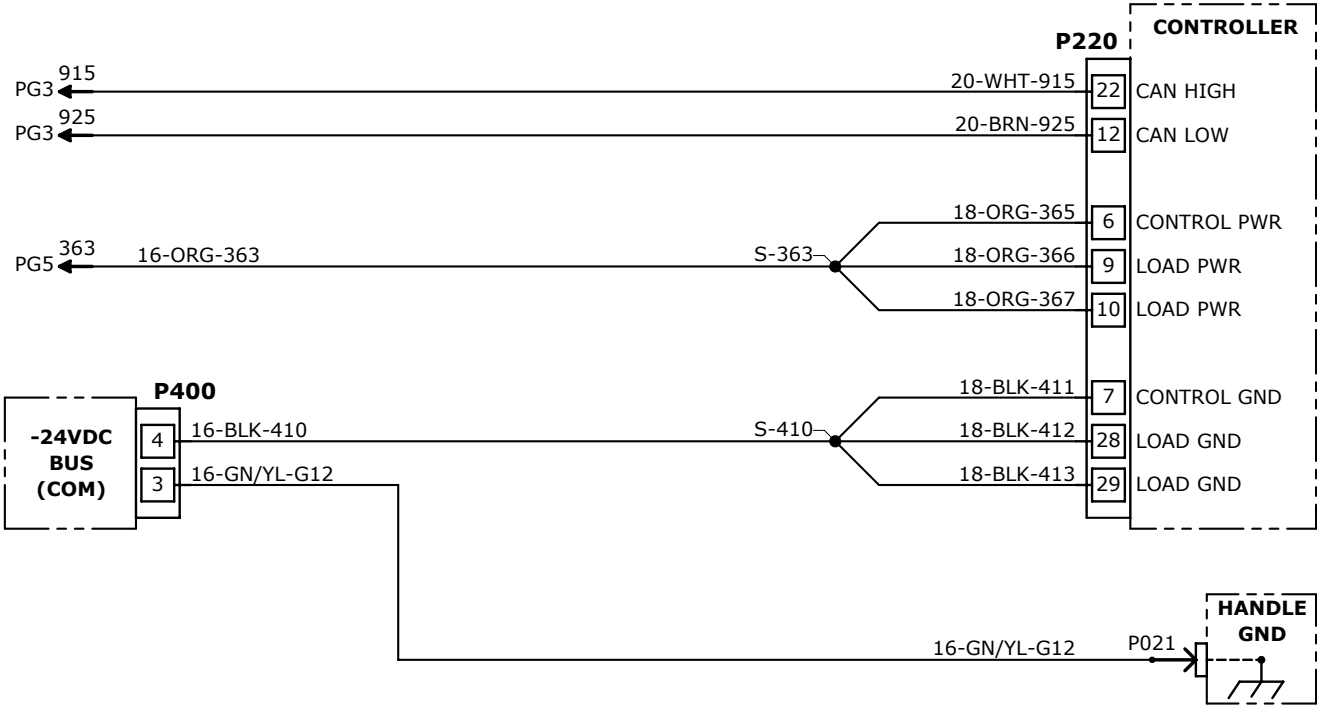 CONTROLLER
P220
915
PG3
20-WHT-915
22
CAN HIGH
925
PG3
20-BRN-925
12
CAN LOW
18-ORG-365
6
CONTROL PWR
363
PG5
16-ORG-363
S-363
18-ORG-366
9
LOAD PWR
18-ORG-367
10
LOAD PWR
P400
18-BLK-411
7
CONTROL GND
-24VDC
BUS
(COM)
4
16-BLK-410
S-410
18-BLK-412
28
LOAD GND
3
16-GN/YL-G12
18-BLK-413
29
LOAD GND
HANDLE
GND
16-GN/YL-G12
P021